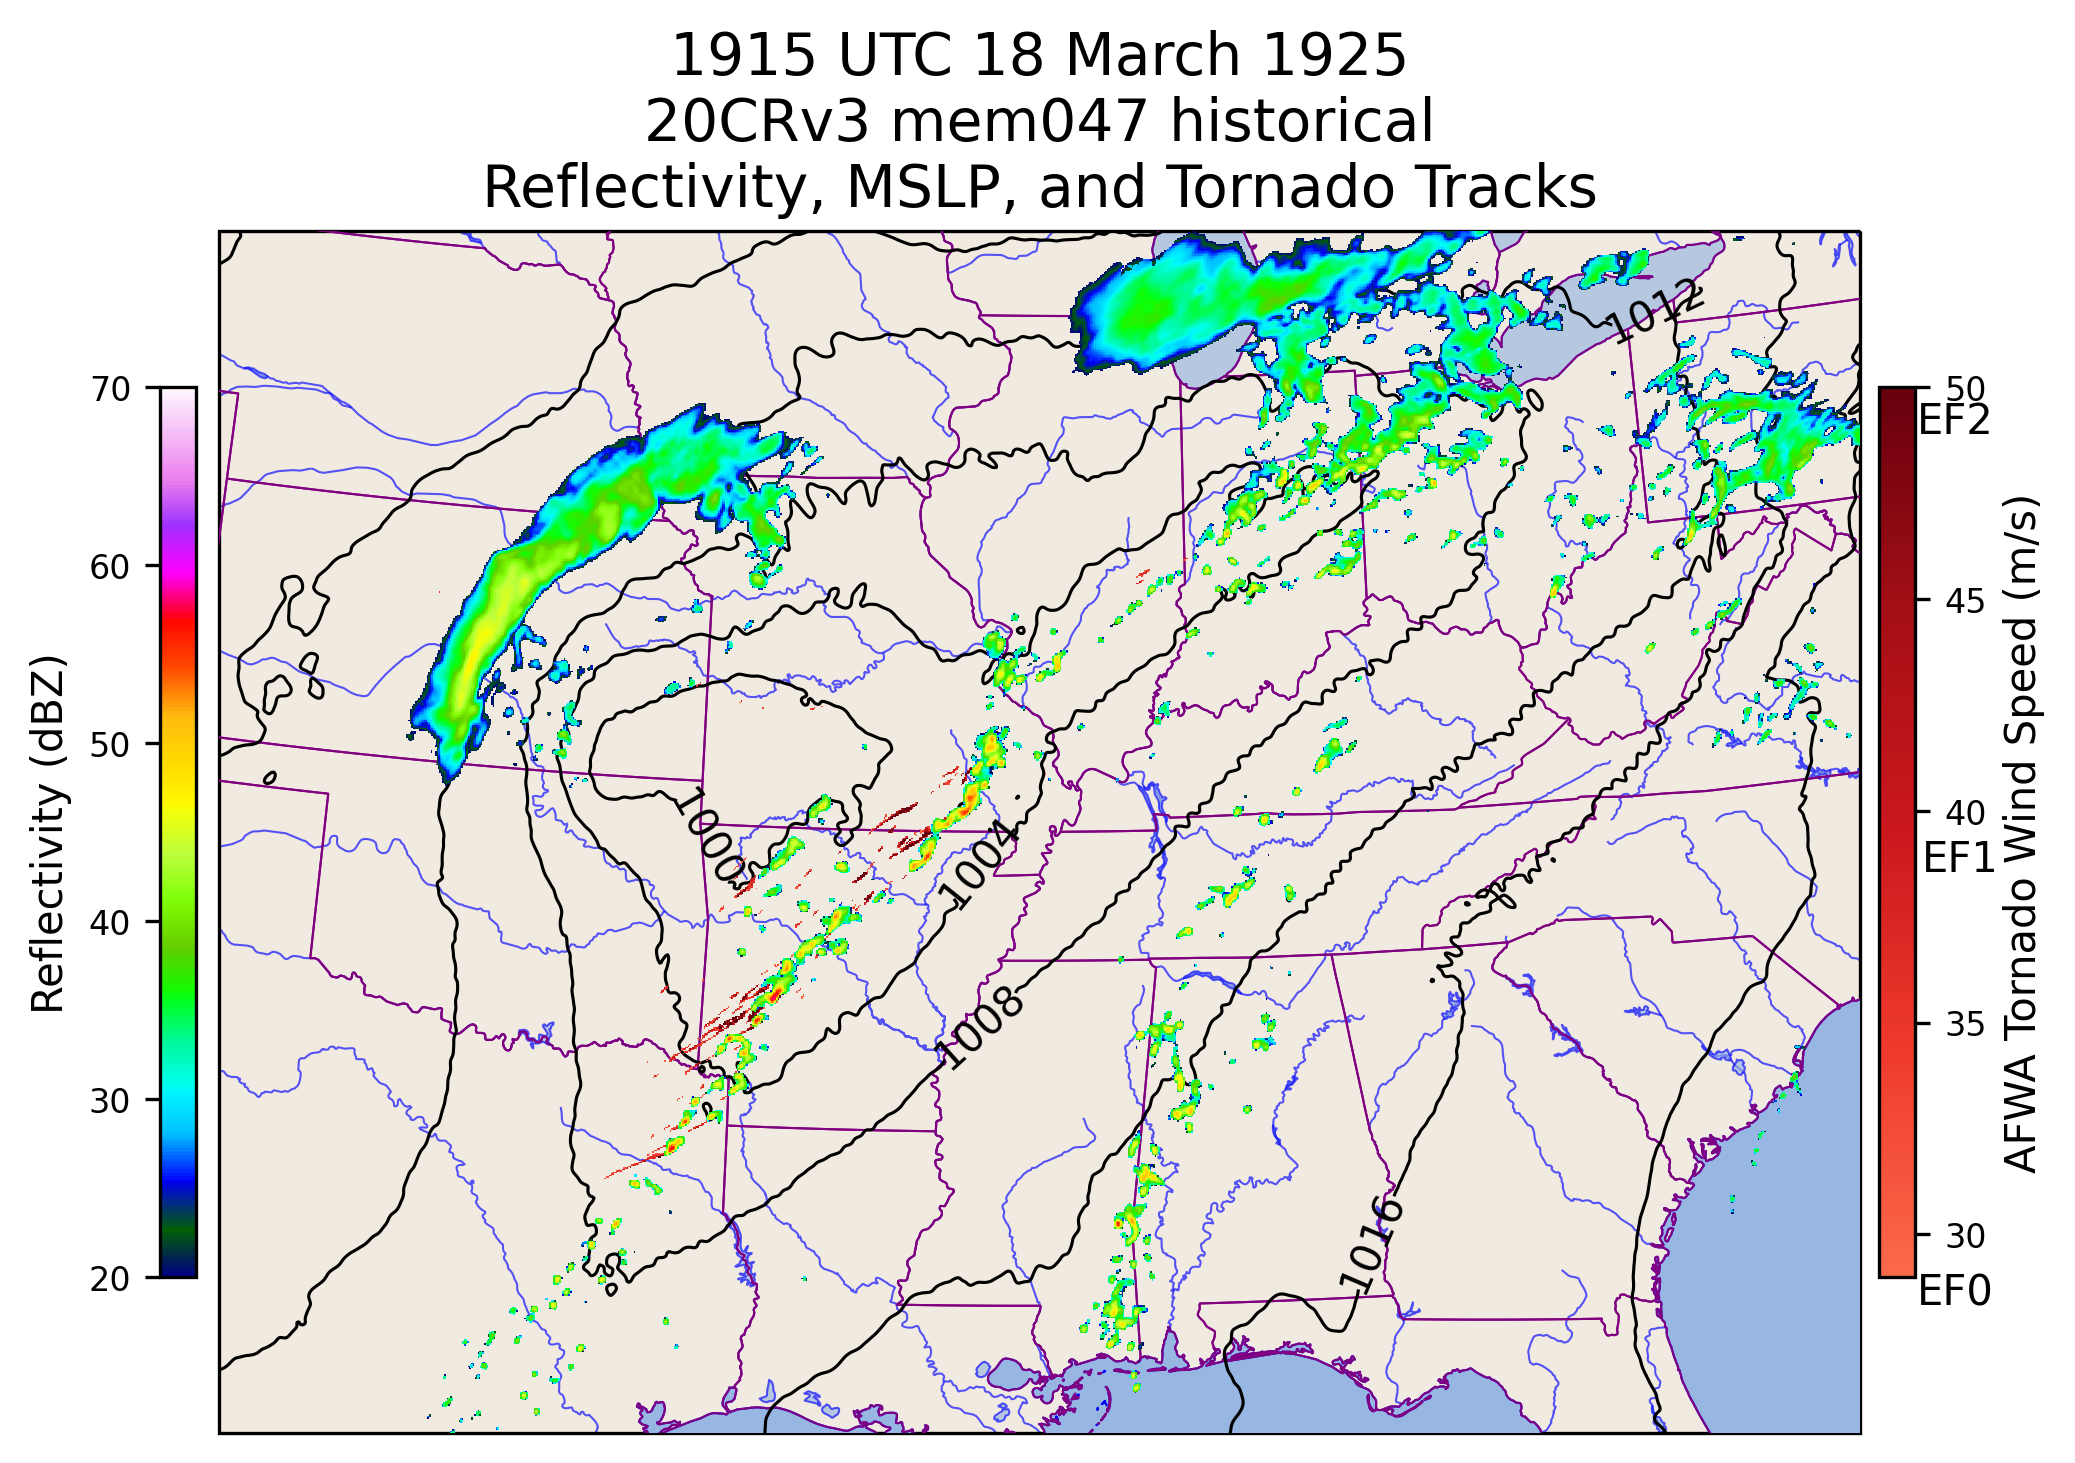 1915 UTC 18 March 1925
20CRv3 mem047 historical
Reflectivity, MSLP, and Tornado Tracks
1012
1000
1004
1008
1016
Reflectivity (dBZ)
70
60
50
40
30
20
50
EF2
45
40
EF1
35
30
EF0
AFWA Tornado Wind Speed (m/s)